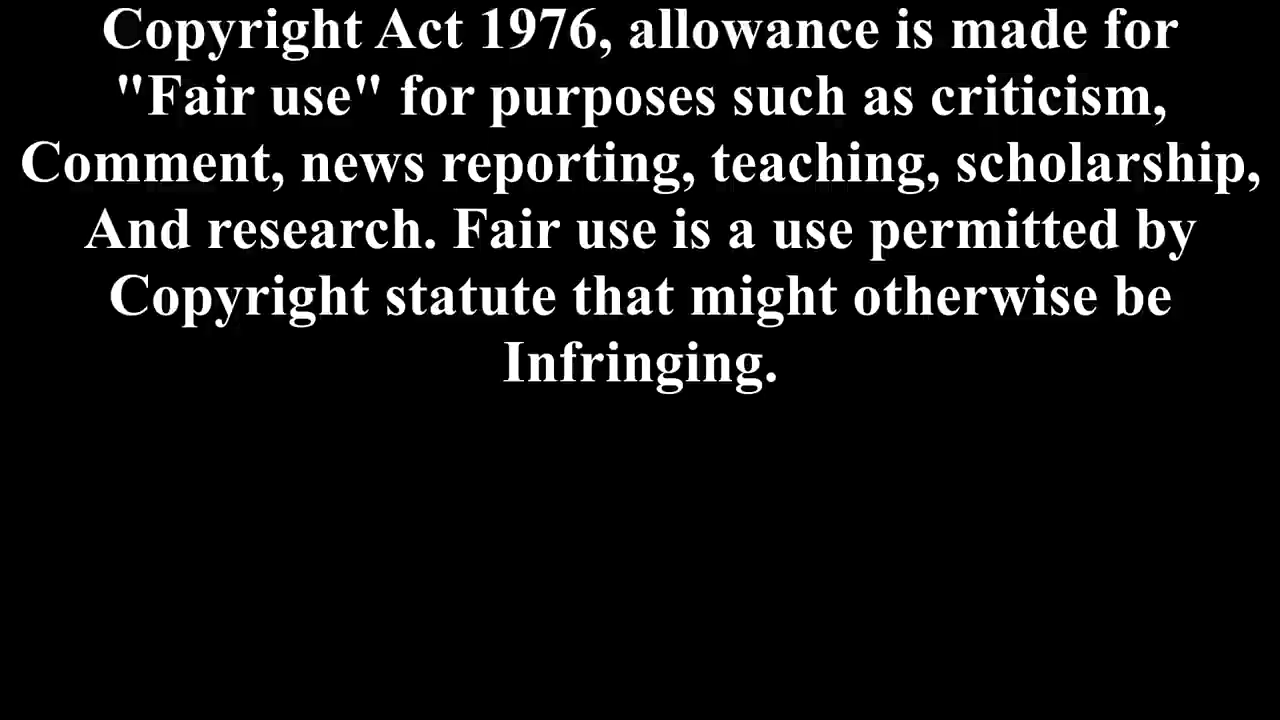 Copyright Act 1976, allowance is made for
"Fair use" for purposes such as criticism,
Comment, news reporting, teaching, scholarship,
And research. Fair use is a use permitted by
Copyright statute that might otherwise be
Infringing.